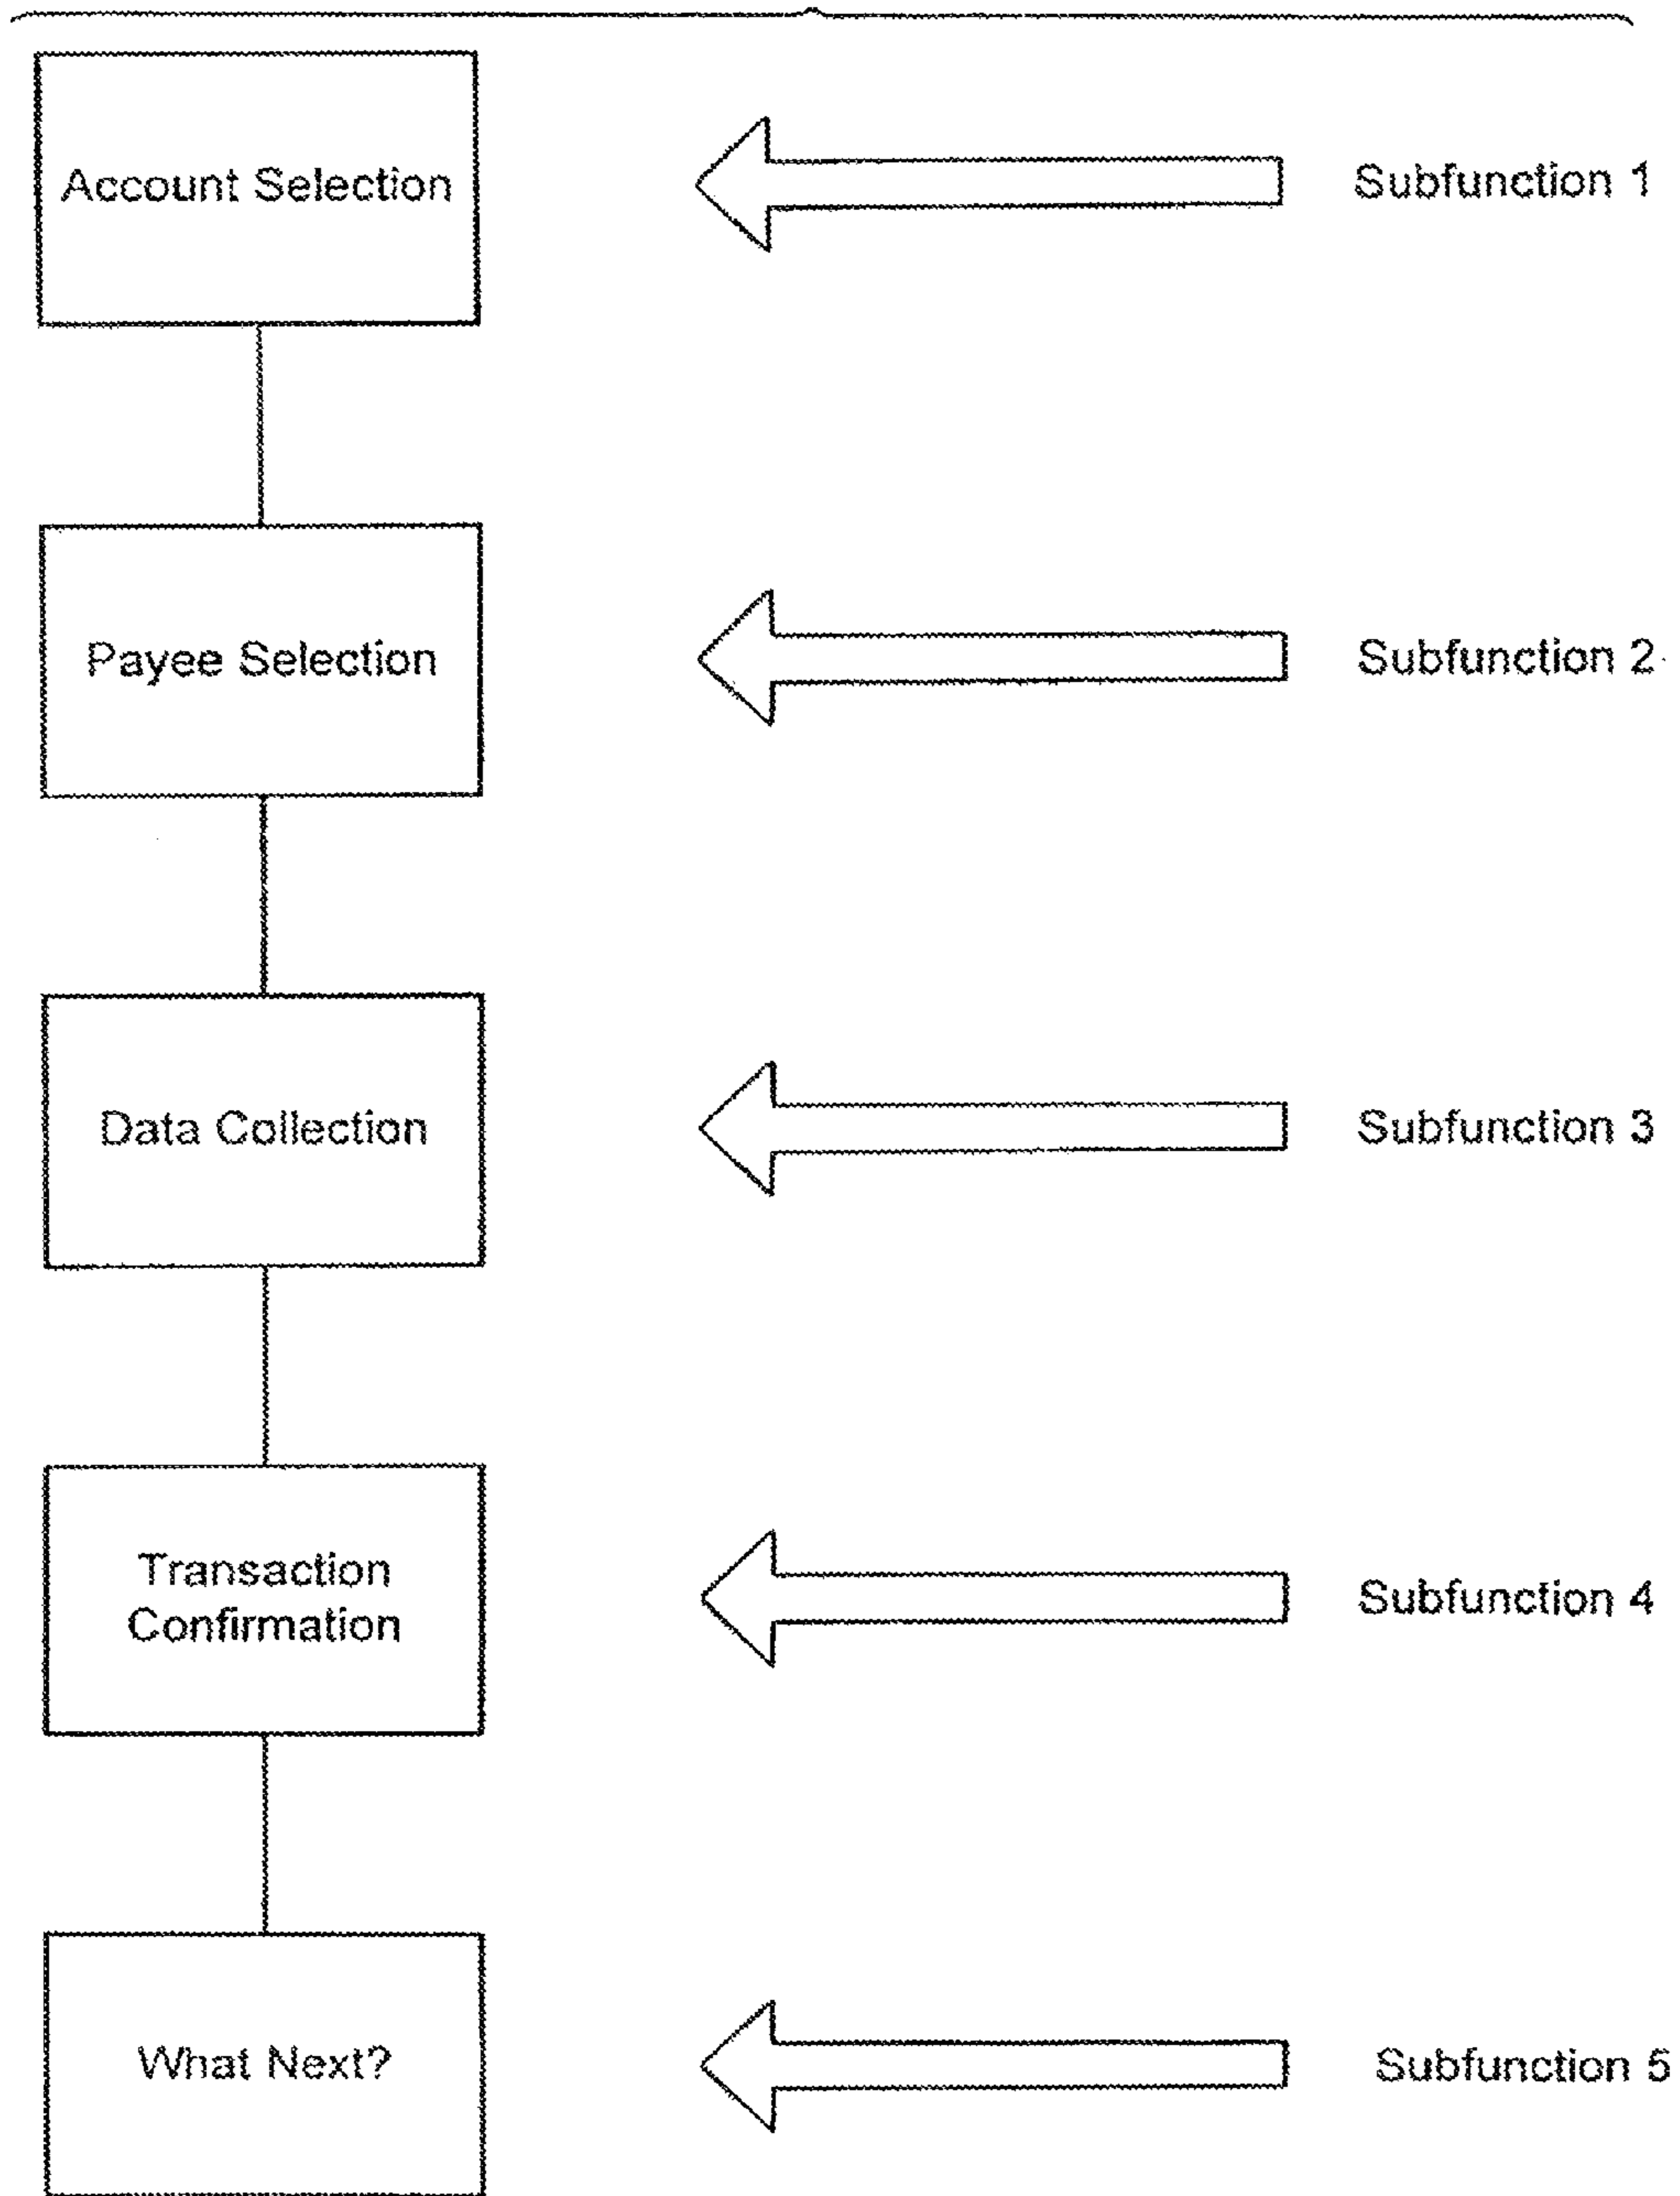 Account Selection
Subfunction 1
Payee Selection
Subfunction 2
Data Collection
Subfunction 3
Transaction
Confirmation
Subfunction 4
What Next?
Subfunction 5